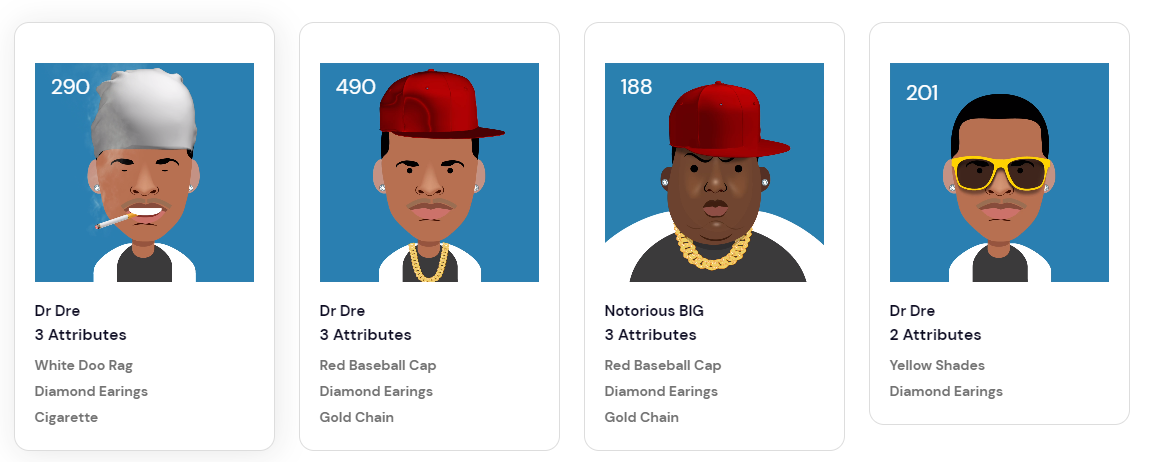 290
Dr Dre
3 Attributes
White Doo Rag
Diamond Earings
Cigarette
490
Dr Dre
3 Attributes
Red Baseball Cap
Diamond Earings
Gold Chain
188
Notorious BIG
3 Attributes
Red Baseball Cap
Diamond Earings
Gold Chain
201
Dr Dre
2 Attributes
Yellow Shades
Diamond Earings